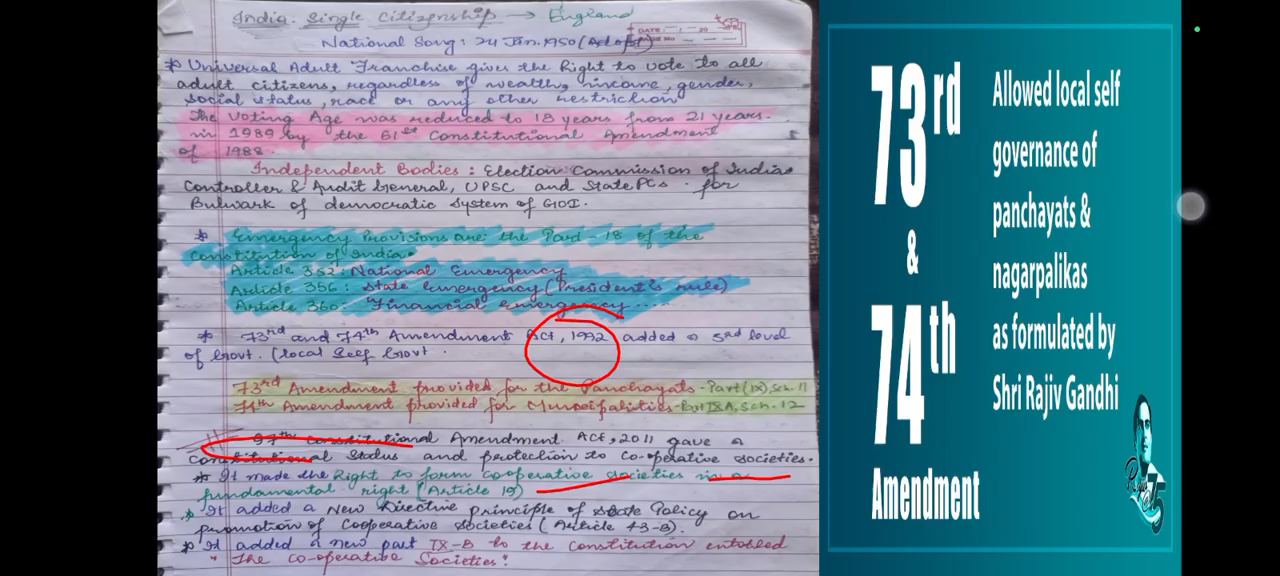 India: Single Citizenship → England
DATE: / / 20
National Song: 24 Jan. 1950 (Adopt)
* Universal Adult Franchise gives the Right to vote to all
adult citizens, regardless of wealth, income, gender,
social status, race or any other restriction
The Voting Age was reduced to 18 years from 21 years.
in 1989 by the 61st Constitutional Amendment
of 1988.
Independent Bodies: Election Commission of India
Controller & Audit General, UPSC and State PCs. for
Bulwark of democratic System of GOI.
* Emergency Provisions are the Part-18 of the
Constitution of India.
Article 352: National Emergency
Article 356: State Emergency (President's rule)
Article 360: Financial Emergency
* 73rd and 74th Amendment Act, 1992 added a 3rd level
of Govt. (local Self Govt.
73rd Amendment provided for the Panchayats - Part (IX), Sch. 11
74th Amendment provided for Municipalities - Part IXA, Sch. 12
97th Constitutional Amendment Act, 2011 gave a
constitutional Status and protection to co-operative societies.
* It made the Right to form cooperative societies in a
fundamental right (Article 19)
* It added a New Directive principle of state Policy on
promotion of Cooperative Societies (Article 43-B).
* It added a new part IX-B to the Constitution entobled
"The co-operative Societies".
73rd
&
74th
Amendment
Allowed local self
governance of
panchayats &
nagarpalikas
as formulated by
Shri Rajiv Gandhi